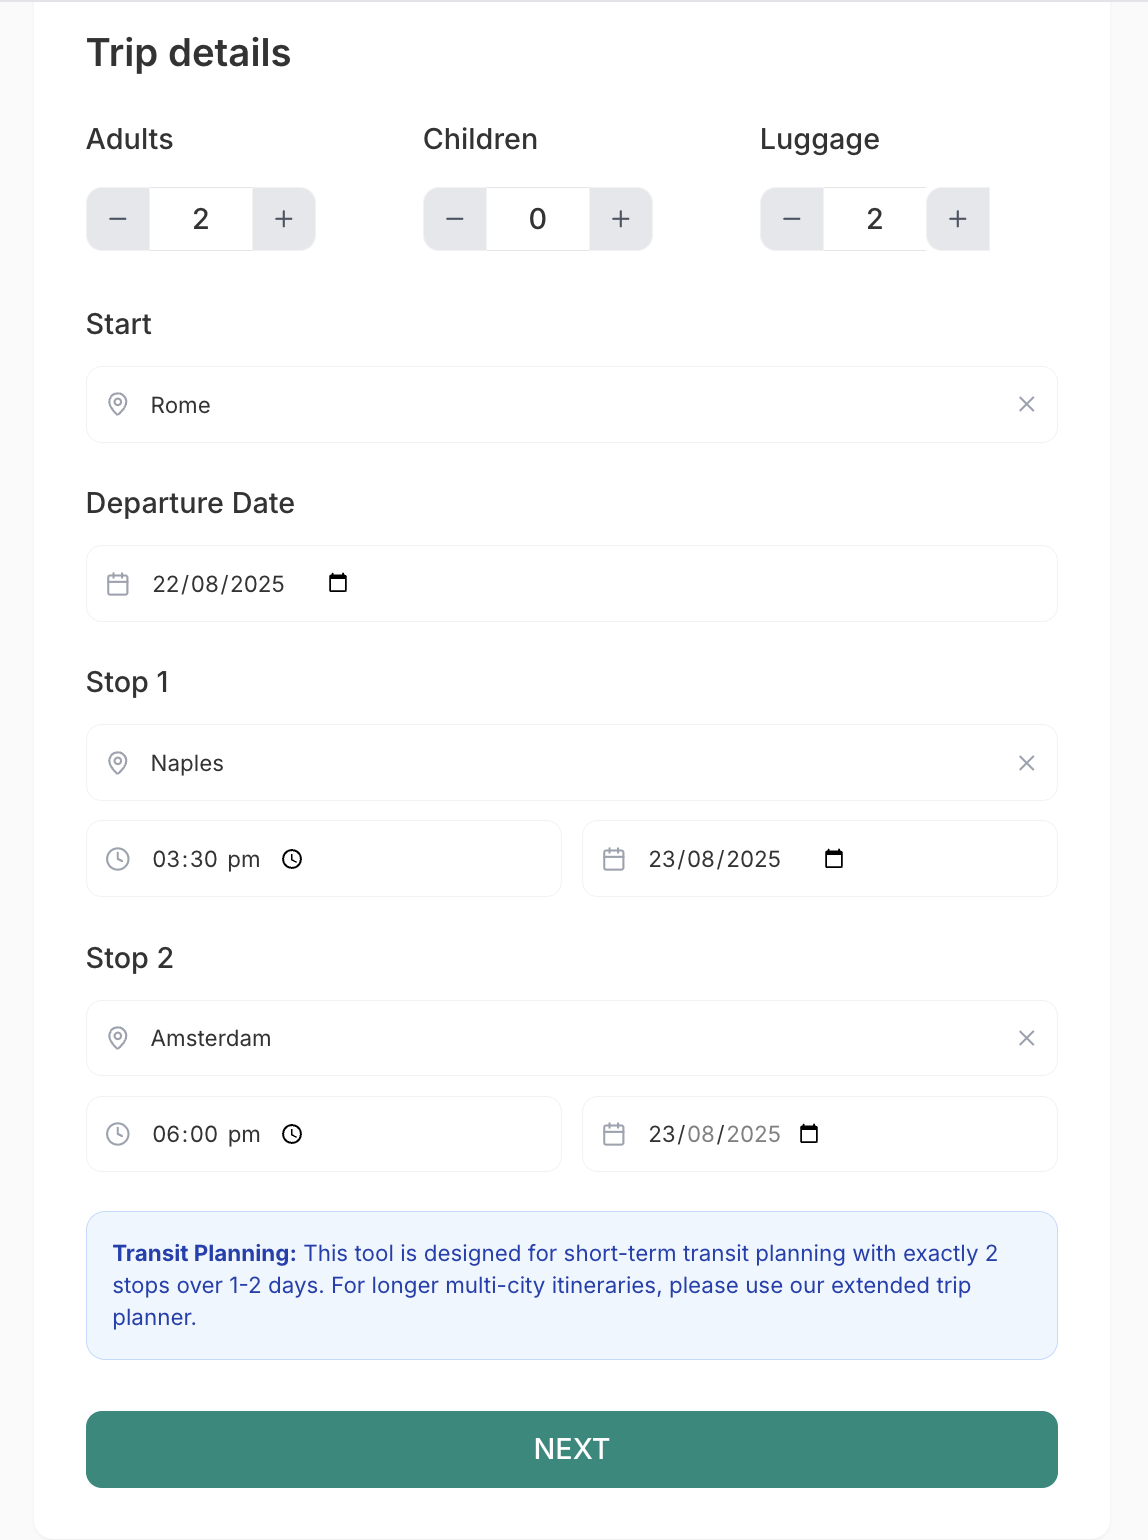 Trip details
Adults Children Luggage
− 2 + − 0 + − 2 +
Start
Rome
Departure Date
22/08/2025
Stop 1
Naples
03:30 pm 23/08/2025
Stop 2
Amsterdam
06:00 pm 23/08/2025
Transit Planning: This tool is designed for short-term transit planning with exactly 2
stops over 1-2 days. For longer multi-city itineraries, please use our extended trip
planner.
NEXT